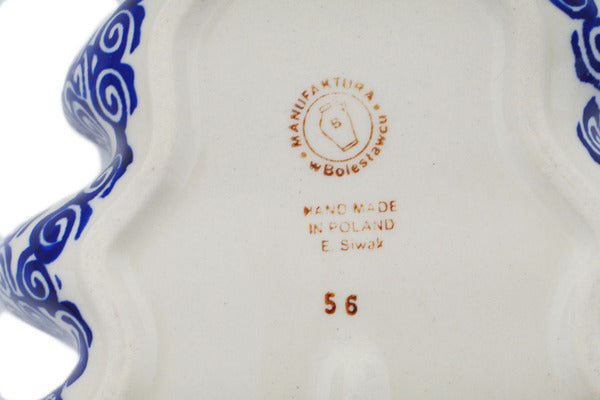 MANUFAKTURA
w Bolesławcu
B
HAND MADE
IN POLAND
E. Siwak
56